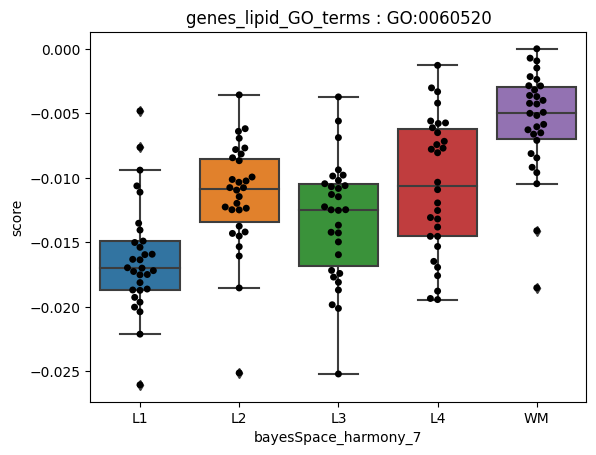 genes_lipid_GO_terms : GO:0060520
0.000
−0.005
−0.010
−0.015
−0.020
−0.025
score
L1 L2 L3 L4 WM
bayesSpace_harmony_7